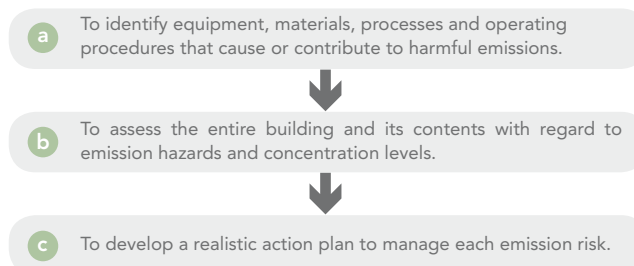 a
To identify equipment, materials, processes and operating
procedures that cause or contribute to harmful emissions.
b
To assess the entire building and its contents with regard to
emission hazards and concentration levels.
c
To develop a realistic action plan to manage each emission risk.